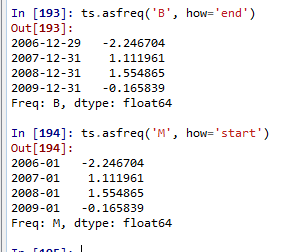 In [193]: ts.asfreq('B', how='end')
Out[193]:
2006-12-29   -2.246704
2007-12-31    1.111961
2008-12-31    1.554865
2009-12-31   -0.165839
Freq: B, dtype: float64
In [194]: ts.asfreq('M', how='start')
Out[194]:
2006-01   -2.246704
2007-01    1.111961
2008-01    1.554865
2009-01   -0.165839
Freq: M, dtype: float64